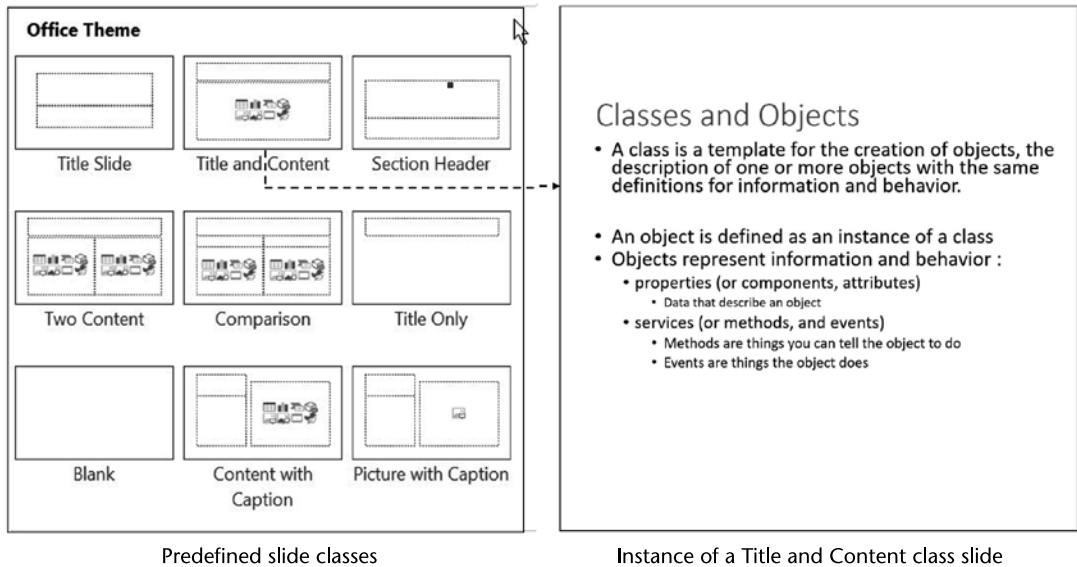 Office Theme
Title Slide
Title and Content
Section Header
Two Content
Comparison
Title Only
Blank
Content with
Caption
Picture with Caption
Predefined slide classes
Classes and Objects
• A class is a template for the creation of objects, the
description of one or more objects with the same
definitions for information and behavior.
• An object is defined as an instance of a class
• Objects represent information and behavior :
• properties (or components, attributes)
• Data that describe an object
• services (or methods, and events)
• Methods are things you can tell the object to do
• Events are things the object does
Instance of a Title and Content class slide